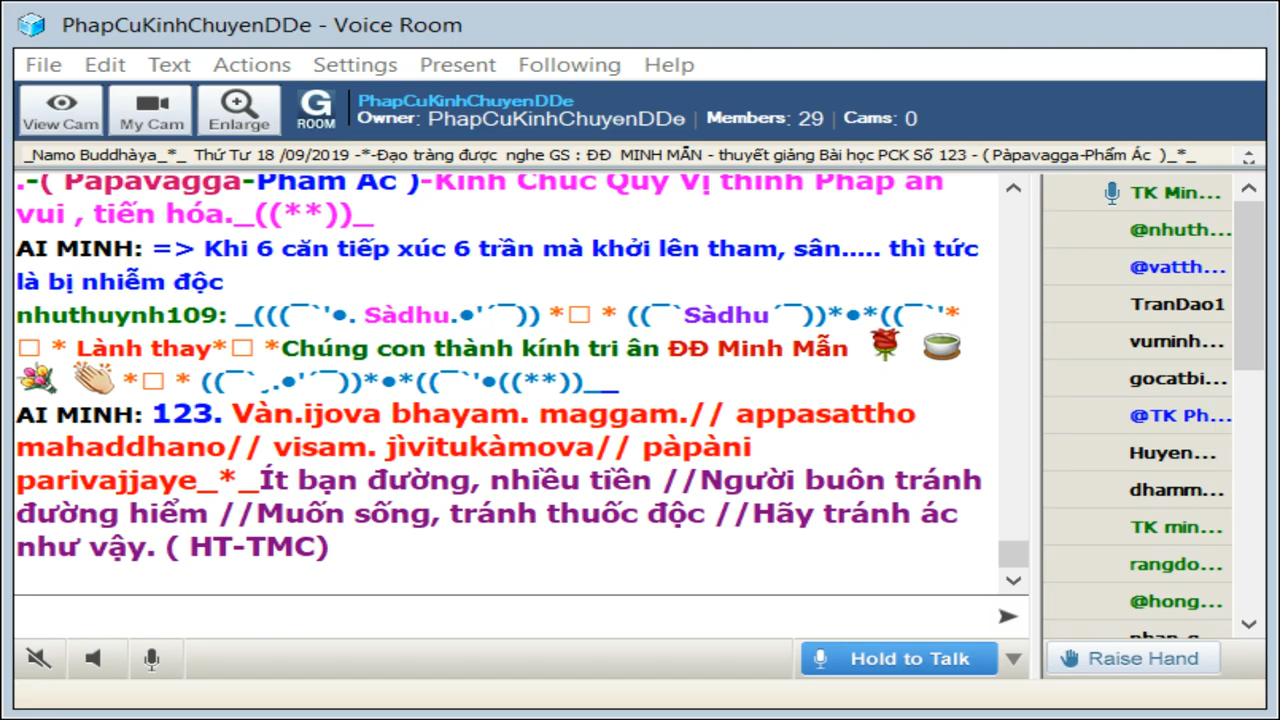 PhapCuKinhChuyenDDe - Voice Room
File Edit Text Actions Settings Present Following Help
View Cam My Cam Enlarge G ROOM
PhapCuKinhChuyenDDe
Owner: PhapCuKinhChuyenDDe | Members: 29 | Cams: 0
_Namo Buddhàya_*_ Thứ Tư 18 /09/2019 -*-Đạo tràng được nghe GS : ĐĐ MINH MẪN - thuyết giảng Bài học PCK Số 123 - ( Pàpavagga-Phẩm Ác )_*_
.-( Pàpavagga-Phẩm Ác )-Kính Chúc Quý Vị thính Pháp an
vui , tiến hóa._((**))_
AI MINH: => Khi 6 căn tiếp xúc 6 trần mà khởi lên tham, sân..... thì tức
là bị nhiễm độc
nhuthuynh109: _(((¯`'●. Sàdhu.●'´¯)) *□ * ((¯`Sàdhu´¯))*●*((¯`'*
□ * Lành thay*□ *Chúng con thành kính tri ân ĐĐ Minh Mẫn
*□ * ((¯`¸.●'´¯))*●*((¯`'●((**))__
AI MINH: 123. Vàn.ijova bhayam. maggam.// appasattho
mahaddhano// visam. jìvitukàmova// pàpàni
parivajjaye_*_Ít bạn đường, nhiều tiền //Người buôn tránh
đường hiểm //Muốn sống, tránh thuốc độc //Hãy tránh ác
như vậy. ( HT-TMC)
TK Min...
@nhuth...
@vatth...
TranDao1
vuminh...
gocatbi...
@TK Ph...
Huyen...
dhamm...
TK min...
rangdo...
@hong...
Hold to Talk
Raise Hand